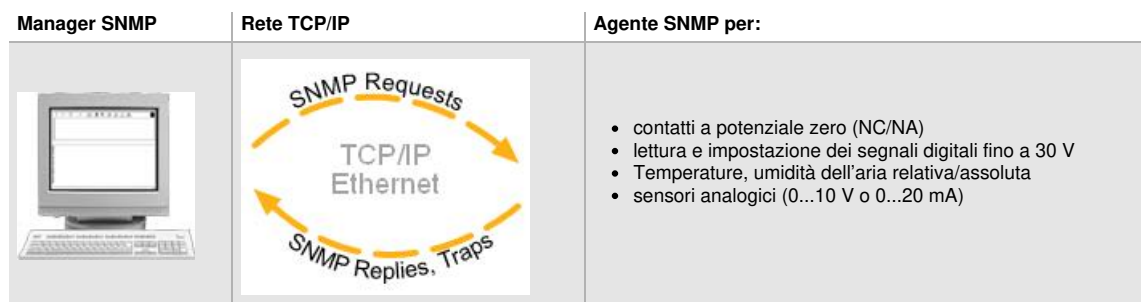 Manager SNMP
Rete TCP/IP
Agente SNMP per:
SNMP Requests
TCP/IP
Ethernet
SNMP Replies, Traps
• contatti a potenziale zero (NC/NA)
• lettura e impostazione dei segnali digitali fino a 30 V
• Temperature, umidità dell'aria relativa/assoluta
• sensori analogici (0...10 V o 0...20 mA)